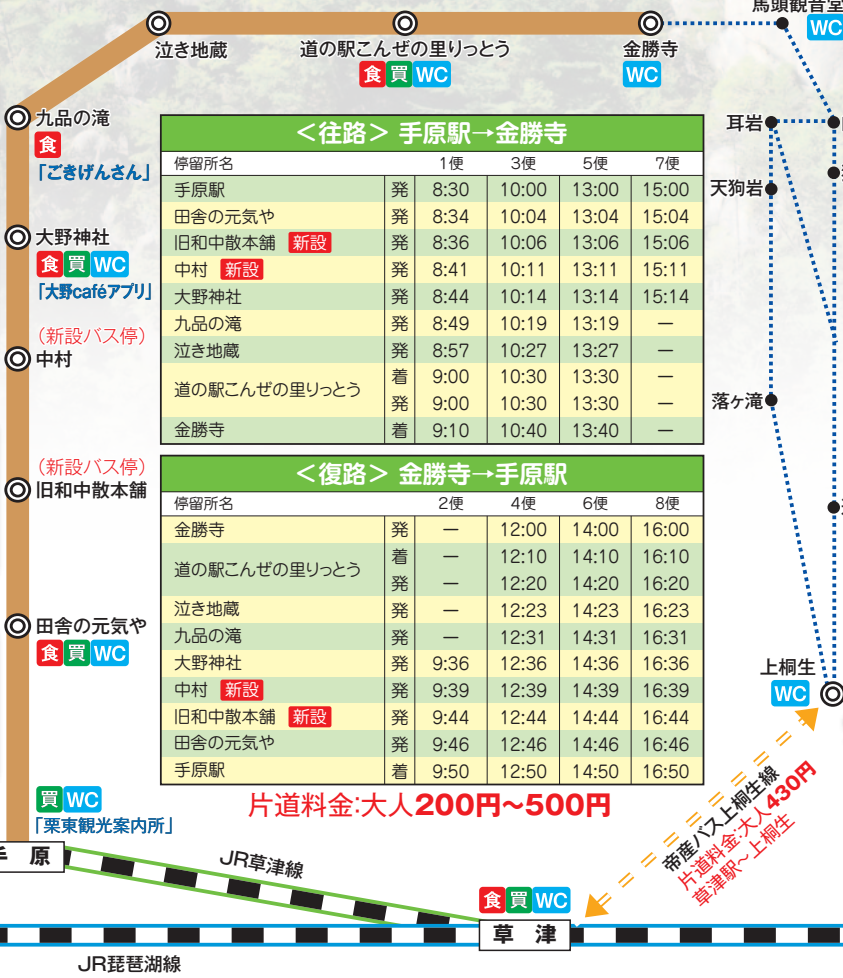 馬頭観音堂
WC
泣き地蔵
道の駅こんぜの里りっとう
食 買 WC
金勝寺
WC
九品の滝
食
「ごきげんさん」
大野神社
食 買 WC
「大野caféアプリ」
(新設バス停)
中村
(新設バス停)
旧和中散本舗
田舎の元気や
食 買 WC
買 WC
「栗東観光案内所」
<往路> 手原駅→金勝寺
停留所名 1便 3便 5便 7便
手原駅 発 8:30 10:00 13:00 15:00
田舎の元気や 発 8:34 10:04 13:04 15:04
旧和中散本舗 新設 発 8:36 10:06 13:06 15:06
中村 新設 発 8:41 10:11 13:11 15:11
大野神社 発 8:44 10:14 13:14 15:14
九品の滝 発 8:49 10:19 13:19 —
泣き地蔵 発 8:57 10:27 13:27 —
道の駅こんぜの里りっとう 着 9:00 10:30 13:30 —
発 9:00 10:30 13:30 —
金勝寺 着 9:10 10:40 13:40 —
<復路> 金勝寺→手原駅
停留所名 2便 4便 6便 8便
金勝寺 発 — 12:00 14:00 16:00
道の駅こんぜの里りっとう 着 — 12:10 14:10 16:10
発 — 12:20 14:20 16:20
泣き地蔵 発 — 12:23 14:23 16:23
九品の滝 発 — 12:31 14:31 16:31
大野神社 発 9:36 12:36 14:36 16:36
中村 新設 発 9:39 12:39 14:39 16:39
旧和中散本舗 新設 発 9:44 12:44 14:44 16:44
田舎の元気や 発 9:46 12:46 14:46 16:46
手原駅 着 9:50 12:50 14:50 16:50
片道料金:大人200円〜500円
耳岩
天狗岩
落ヶ滝
上桐生
WC
帝産バス上桐生線
片道料金:大人430円
草津駅〜上桐生
手 原
JR草津線
食 買 WC
草 津
JR琵琶湖線